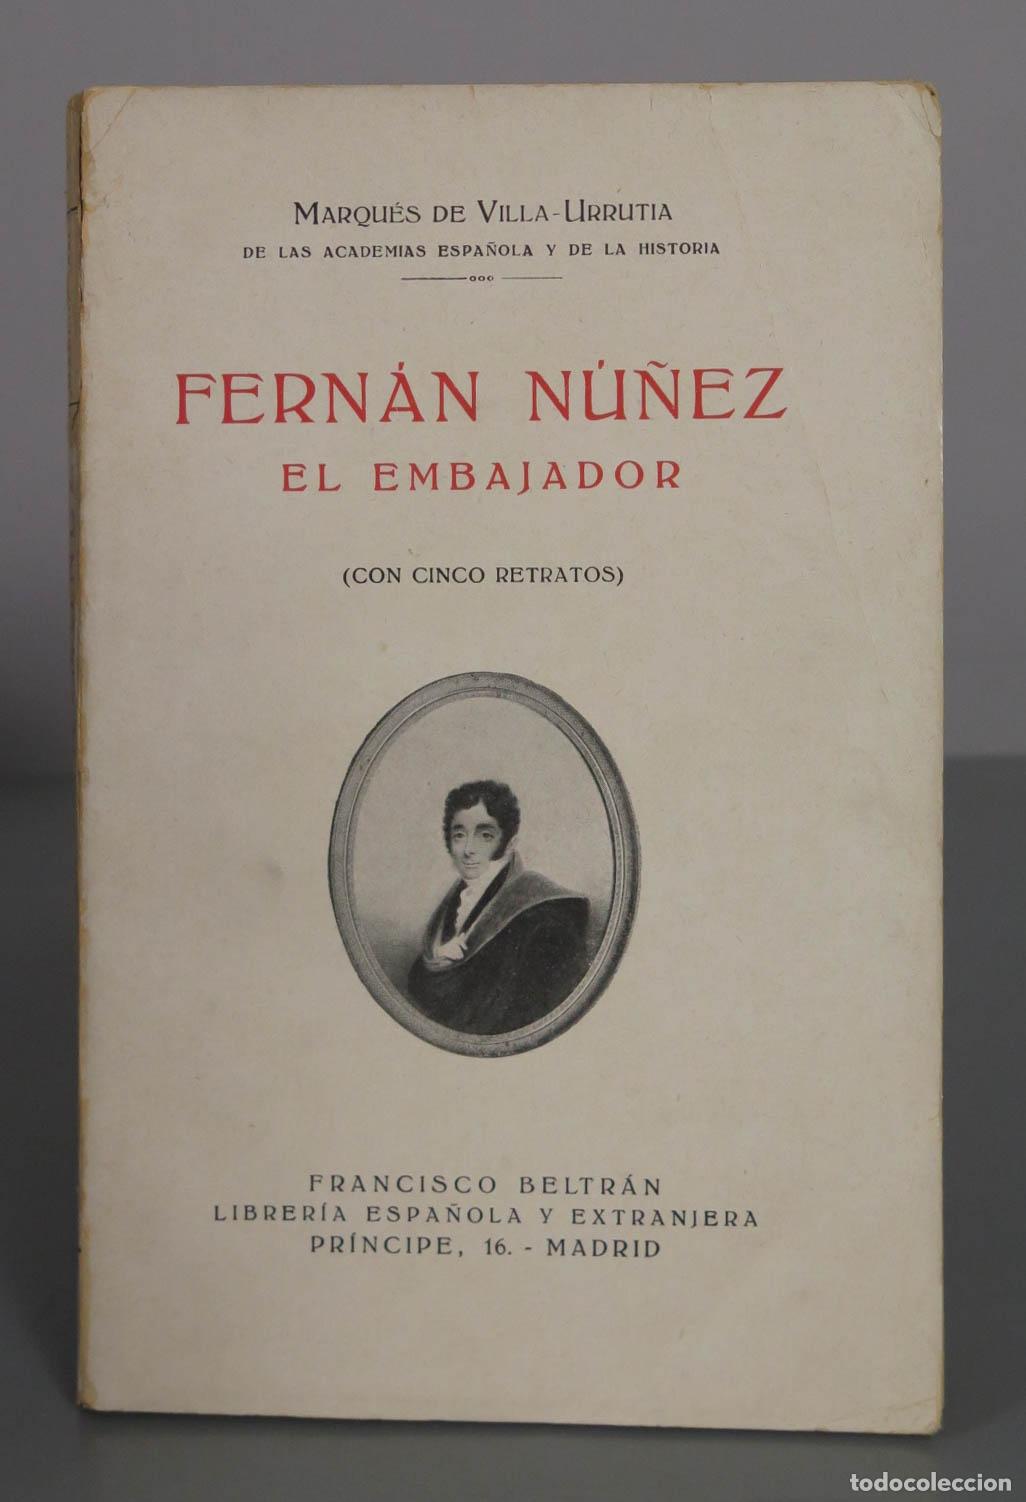 MARQUÉS DE VILLA-URRUTIA
DE LAS ACADEMIAS ESPAÑOLA Y DE LA HISTORIA
FERNÁN NÚÑEZ
EL EMBAJADOR
(CON CINCO RETRATOS)
FRANCISCO BELTRÁN
LIBRERÍA ESPAÑOLA Y EXTRANJERA
PRÍNCIPE, 16. - MADRID
todocoleccion